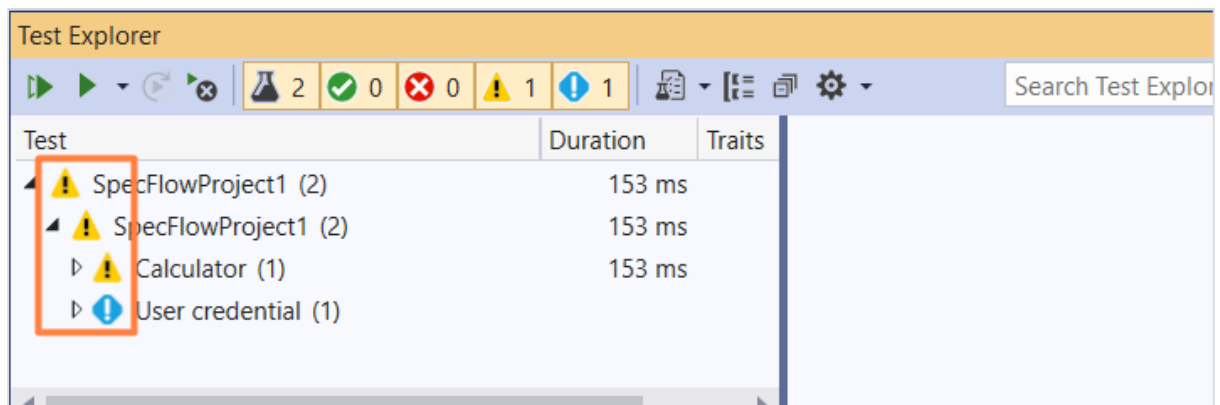 Test Explorer
2 0 0 1 1 Search Test Explor
Test Duration Traits
SpecFlowProject1 (2) 153 ms
SpecFlowProject1 (2) 153 ms
Calculator (1) 153 ms
User credential (1)